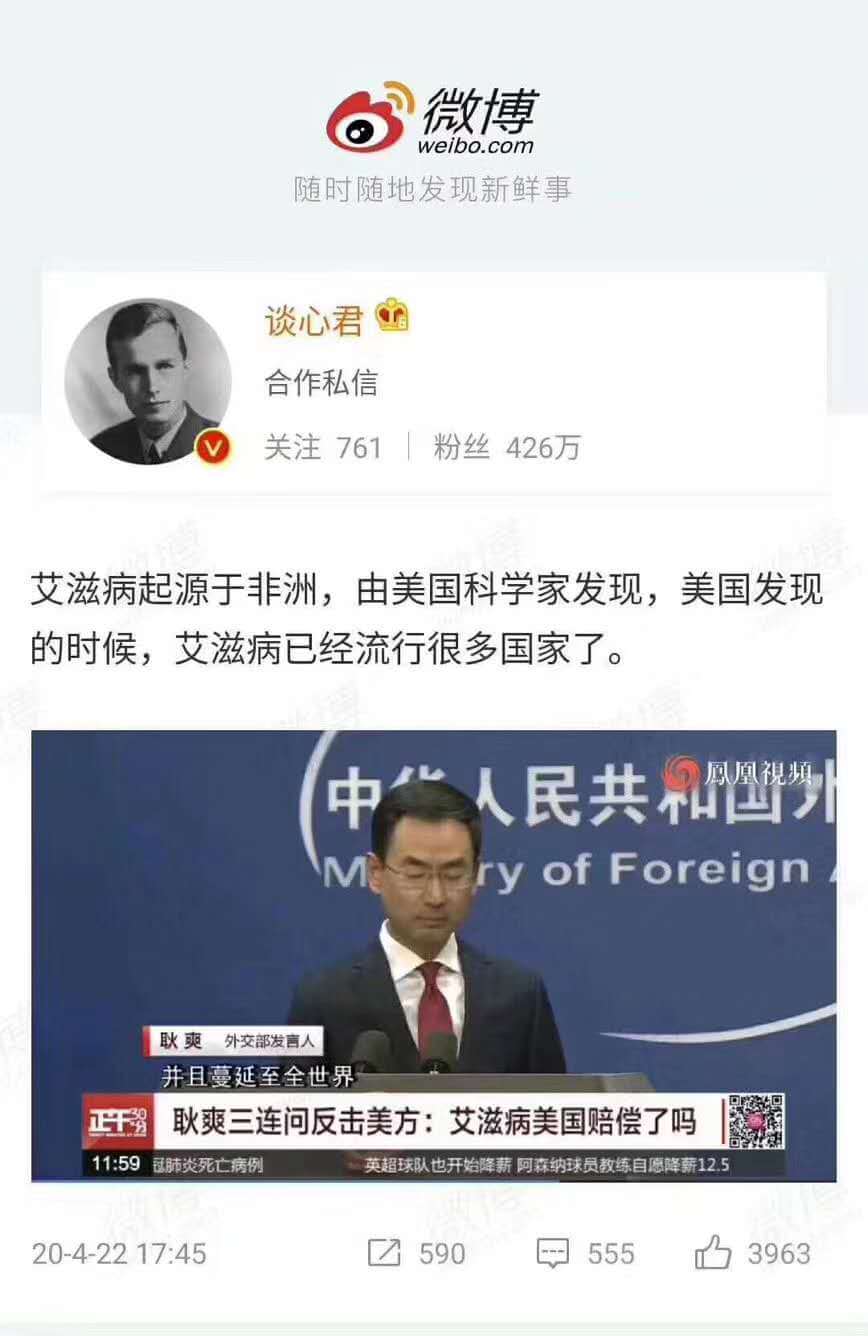 微博
weibo.com
随时随地发现新鲜事
谈心君
合作私信
关注 761 | 粉丝 426万
艾滋病起源于非洲，由美国科学家发现，美国发现
的时候，艾滋病已经流行很多国家了。
鳳凰视频
中华人民共和国外
Ministry of Foreign A
耿爽 外交部发言人
并且蔓延至全世界
正午30分
耿爽三连问反击美方：艾滋病美国赔偿了吗
11:59 冠肺炎死亡病例 英超球队也开始降薪 阿森纳球员教练自愿降薪12.5
20-4-22 17:45 590 555 3963